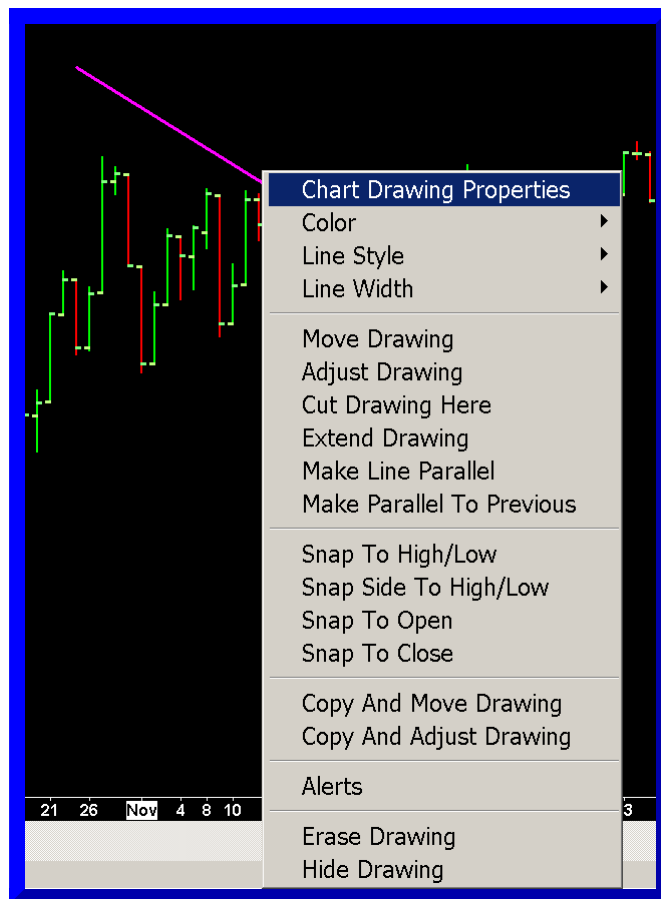 Chart Drawing Properties
Color
Line Style
Line Width
Move Drawing
Adjust Drawing
Cut Drawing Here
Extend Drawing
Make Line Parallel
Make Parallel To Previous
Snap To High/Low
Snap Side To High/Low
Snap To Open
Snap To Close
Copy And Move Drawing
Copy And Adjust Drawing
Alerts
Erase Drawing
Hide Drawing
21 26 Nov 4 8 10 3